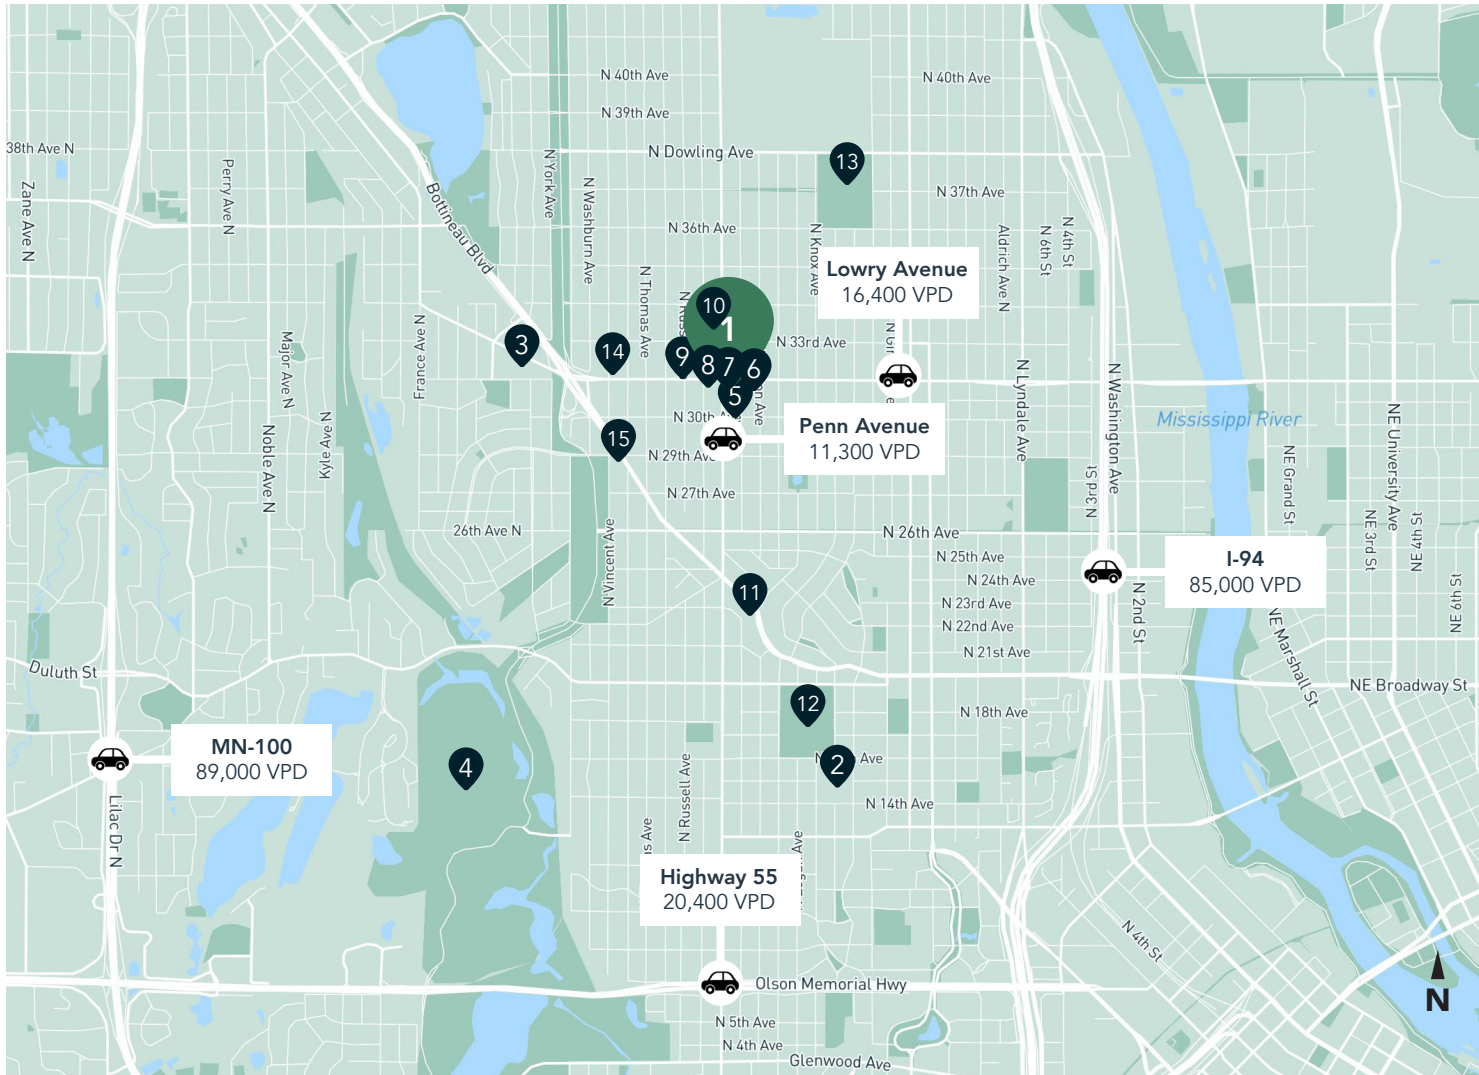 N 40th Ave
N 40th Ave
N 39th Ave
38th Ave N
N Dowling Ave
13
Zane Ave N
Perry Ave N
N York Ave
N Washburn Ave
Bottineau Blvd
N 37th Ave
N 36th Ave
N Knox Ave
Aldrich Ave N
N 6th St
N 4th St
Lowry Avenue
16,400 VPD
N Thomas Ave
10
1
France Ave N
Major Ave N
3
14
9
8
7
6
5
N 33rd Ave
N Lyndale Ave
N Washington Ave
Mississippi River
NE University Ave
Noble Ave N
Kyle Ave N
15
N 30th Ave
Penn Avenue
11,300 VPD
N 29th Ave
N 27th Ave
N 3rd St
NE Grand St
NE 3rd St
NE 4th St
26th Ave N
N 26th Ave
N Vincent Ave
N 25th Ave
N 24th Ave
N 23rd Ave
N 22nd Ave
N 21st Ave
I-94
85,000 VPD
N 2nd St
NE 6th St
NE Marshall St
11
Duluth St
NE Broadway St
12
N 18th Ave
MN-100
89,000 VPD
4
2
Ave
N Russell Ave
N 14th Ave
Lilac Dr N
Highway 55
20,400 VPD
N 4th St
Olson Memorial Hwy
N
N 5th Ave
N 4th Ave
Glenwood Ave